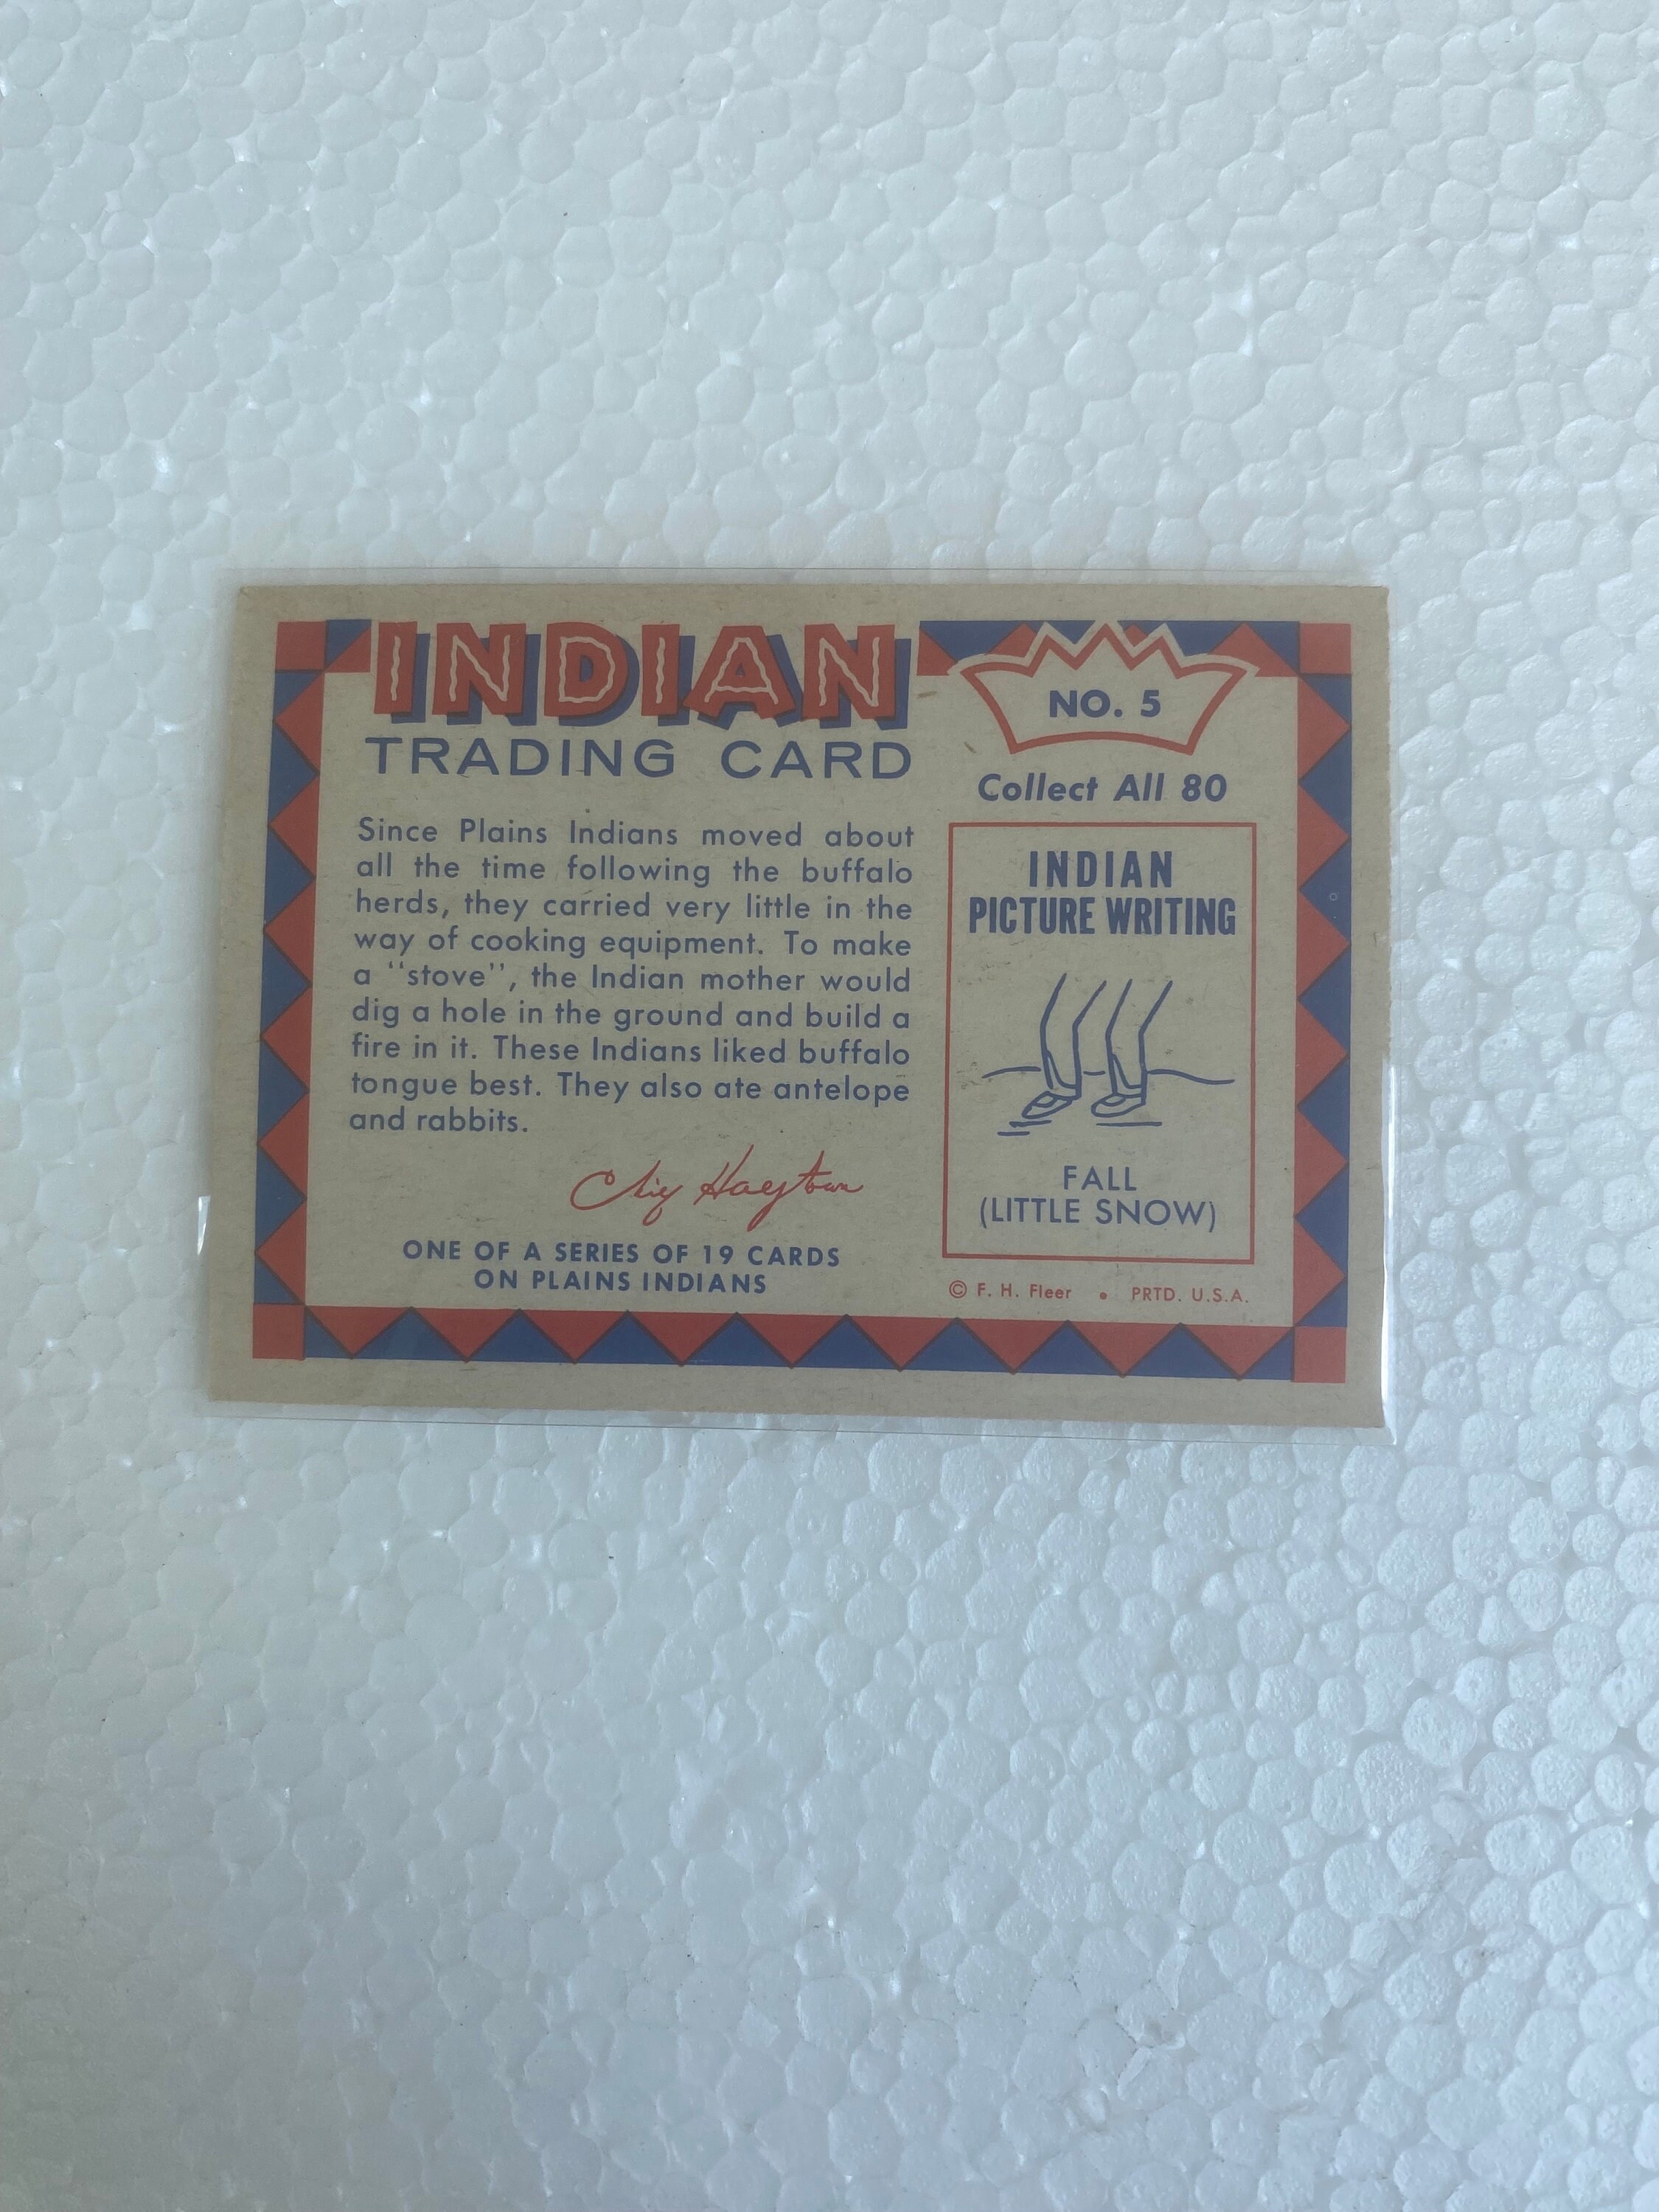 INDIAN
TRADING CARD
Since Plains Indians moved about
all the time following the buffalo
herds, they carried very little in the
way of cooking equipment. To make
a "stove", the Indian mother would
dig a hole in the ground and build a
fire in it. These Indians liked buffalo
tongue best. They also ate antelope
and rabbits.
ONE OF A SERIES OF 19 CARDS
ON PLAINS INDIANS
NO. 5
Collect All 80
INDIAN
PICTURE WRITING
FALL
(LITTLE SNOW)
© F. H. Fleer • PRTD. U.S.A.